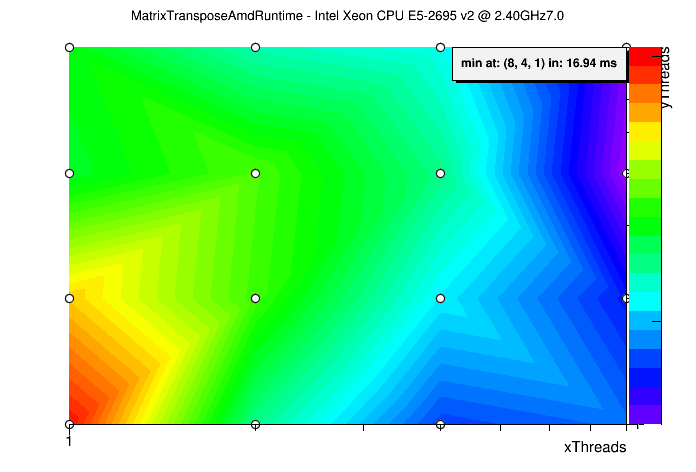 MatrixTransposeAmdRuntime - Intel Xeon CPU E5-2695 v2 @ 2.40GHz7.0
min at: (8, 4, 1) in: 16.94 ms
yThreads
1
xThreads